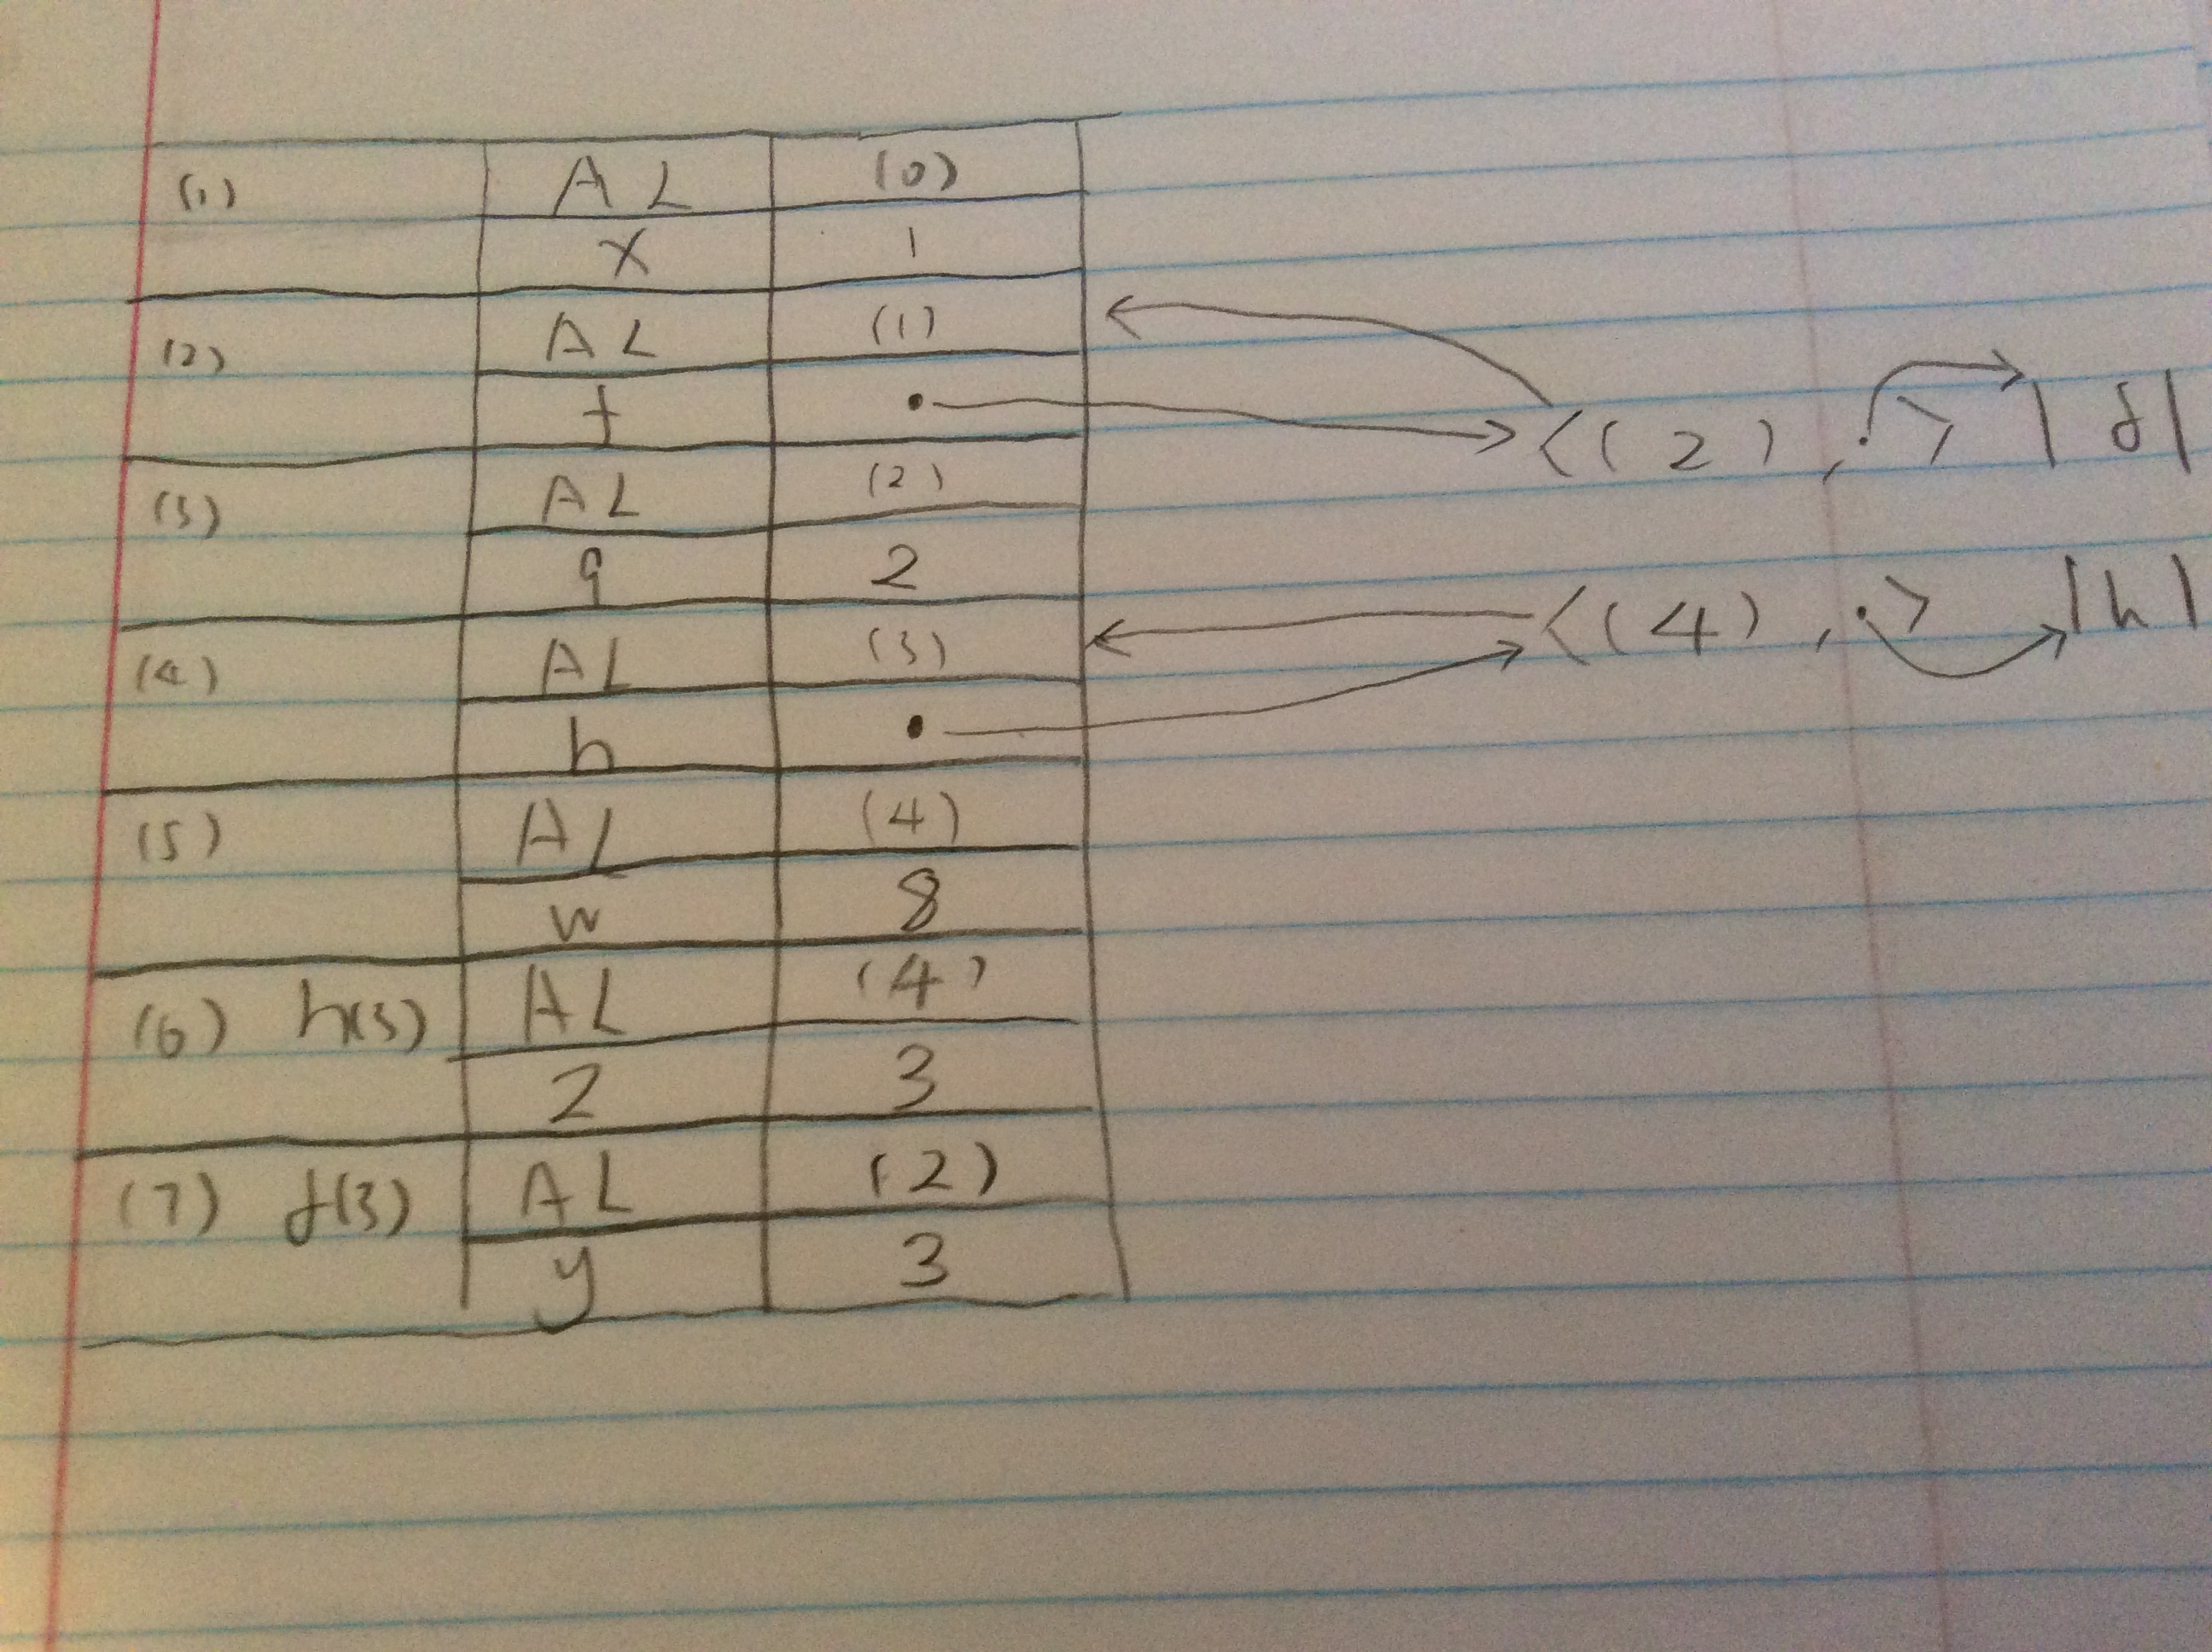 (1) AL (0)
x 1
(2) AL (1)
f • <(2), •> | f |
(3) AL (2)
g 2
(4) AL (3) <(4), •> | h |
h •
(5) AL (4)
w 8
(6) h(3) AL (4)
z 3
(7) f(3) AL (2)
y 3